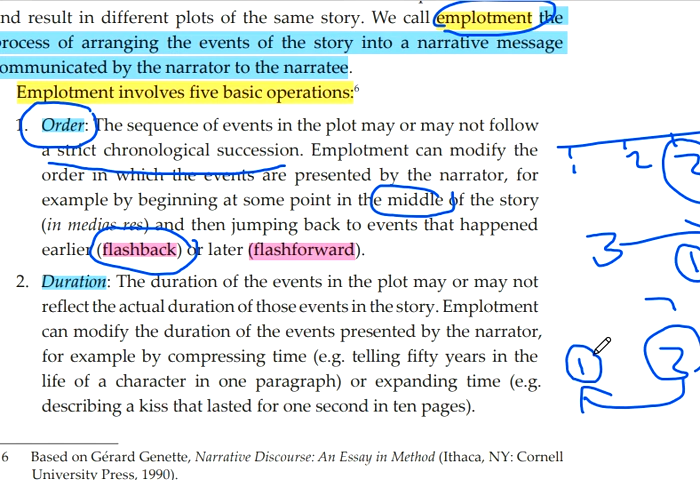 nd result in different plots of the same story. We call emplotment the
rocess of arranging the events of the story into a narrative message
ommunicated by the narrator to the narratee.
Emplotment involves five basic operations:6
1. Order: The sequence of events in the plot may or may not follow
a strict chronological succession. Emplotment can modify the
order in which the events are presented by the narrator, for
example by beginning at some point in the middle of the story
(in medias res) and then jumping back to events that happened
earlier (flashback) or later (flashforward).
2. Duration: The duration of the events in the plot may or may not
reflect the actual duration of those events in the story. Emplotment
can modify the duration of the events presented by the narrator,
for example by compressing time (e.g. telling fifty years in the
life of a character in one paragraph) or expanding time (e.g.
describing a kiss that lasted for one second in ten pages).
6 Based on Gérard Genette, Narrative Discourse: An Essay in Method (Ithaca, NY: Cornell
University Press, 1990).
1 2
3 1
1 3